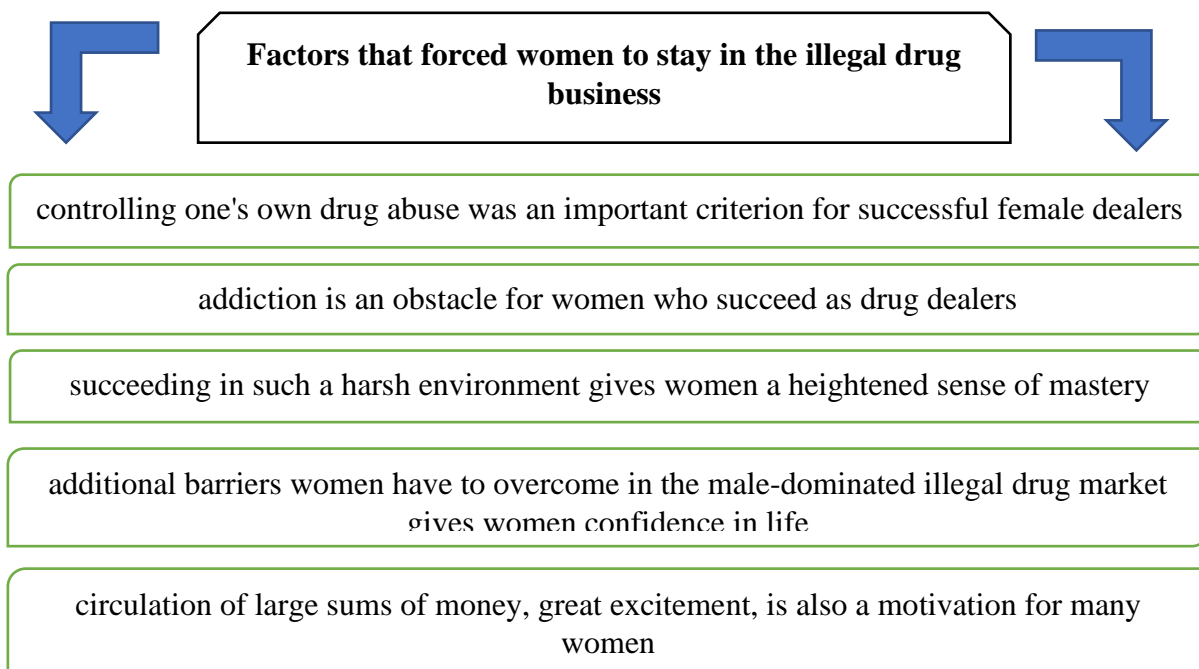 Factors that forced women to stay in the illegal drug
business
controlling one's own drug abuse was an important criterion for successful female dealers
addiction is an obstacle for women who succeed as drug dealers
succeeding in such a harsh environment gives women a heightened sense of mastery
additional barriers women have to overcome in the male-dominated illegal drug market
gives women confidence in life
circulation of large sums of money, great excitement, is also a motivation for many
women